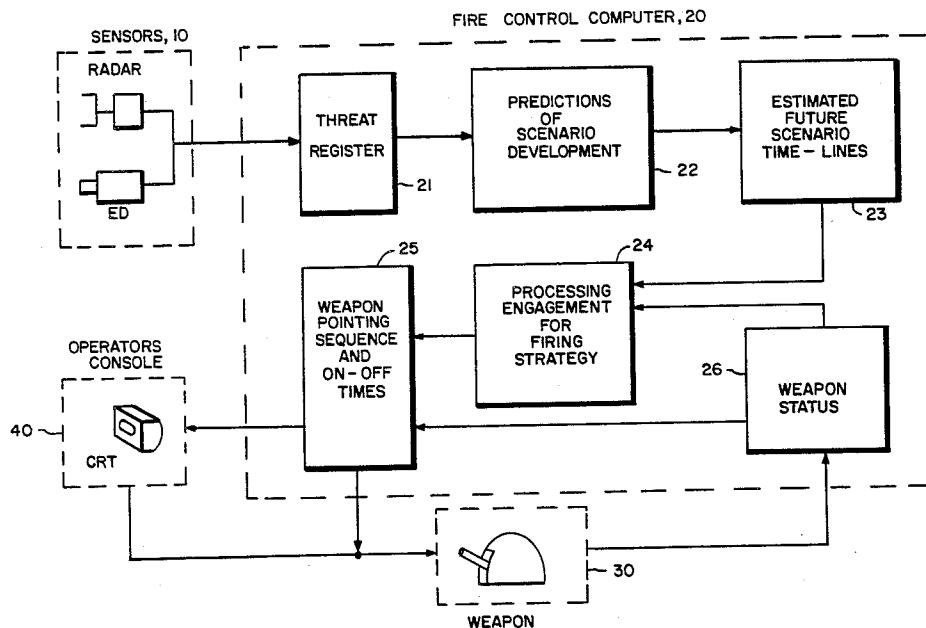 FIRE CONTROL COMPUTER, 20
SENSORS, 10
RADAR
ED
THREAT
REGISTER
21
PREDICTIONS
OF
SCENARIO
DEVELOPMENT
22
ESTIMATED
FUTURE
SCENARIO
TIME-LINES
23
25
WEAPON
POINTING
SEQUENCE
AND
ON-OFF
TIMES
24
PROCESSING
ENGAGEMENT
FOR
FIRING
STRATEGY
26
WEAPON
STATUS
OPERATORS
CONSOLE
40
CRT
30
WEAPON